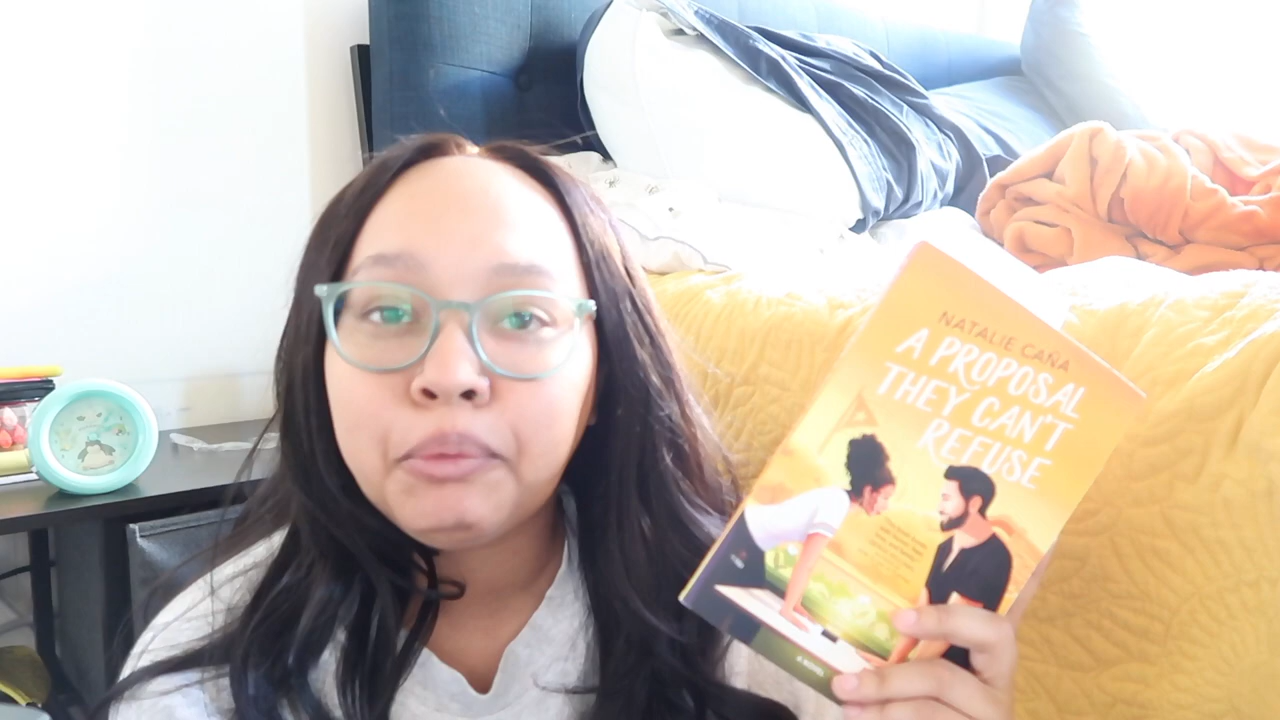 NATALIE CAÑA
A PROPOSAL
THEY CAN'T
REFUSE
A NOVEL